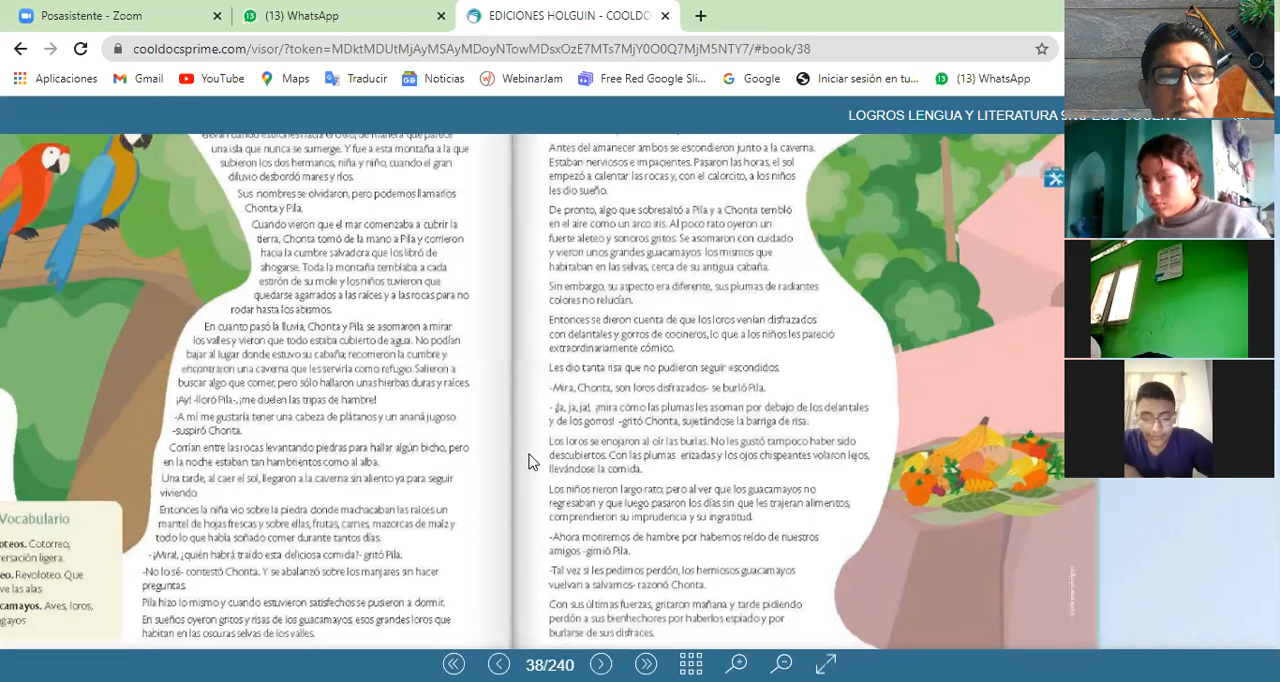 Posasistente - Zoom
(13) WhatsApp
EDICIONES HOLGUIN - COOLDO
cooldocsprime.com/visor/?token=MDktMDUtMjAyMSAyMDoyNTowMDsxOzE7MTs7MjY0O0Q7MjM5NTY7/#book/38
Aplicaciones
Gmail
YouTube
Maps
Traducir
Noticias
WebinarJam
Free Red Google Sli...
Google
Iniciar sesión en tu...
(13) WhatsApp
LOGROS LENGUA Y LITERATURA
una isla que nunca se sumerge. Y fue a esta montaña a la que
subieron los dos hermanos, niña y niño, cuando el gran
diluvio desbordó mares y ríos.
Sus nombres se olvidaron, pero podemos llamarlos
Chonta y Pila.
Cuando vieron que el mar comenzaba a cubrir la
tierra, Chonta tomó de la mano a Pila y corrieron
hacia la cumbre salvadora que los libró de
ahogarse. Toda la montaña temblaba a cada
estirón de su mole y los niños tuvieron que
quedarse agarrados a las raíces y a las rocas para no
rodar hasta los abismos.
En cuanto pasó la lluvia, Chonta y Pila se asomaron a mirar
los valles y vieron que todo estaba cubierto de agua. No podían
bajar al lugar donde estuvo su cabaña; recorrieron la cumbre y
encontraron una caverna que les serviría como refugio. Salieron a
buscar algo que comer, pero sólo hallaron unas hierbas duras y raíces.
¡Ay! -lloró Pila-, ¡me duelen las tripas de hambre!
-A mí me gustaría tener una cabeza de plátanos y un ananá jugoso
-suspiró Chonta.
Corrían entre las rocas levantando piedras para hallar algún bicho, pero
en la noche estaban tan hambrientos como al alba.
Una tarde, al caer el sol, llegaron a la caverna sin aliento ya para seguir
viviendo.
Entonces la niña vio sobre la piedra donde machacaban las raíces un
mantel de hojas frescas y sobre ellas, frutas, carnes, mazorcas de maíz y
todo lo que había soñado comer durante tantos días.
-¡Mira!, ¿quién habrá traído esta deliciosa comida?- gritó Pila.
-No lo sé- contestó Chonta. Y se abalanzó sobre los manjares sin hacer
preguntas.
Pila hizo lo mismo y cuando estuvieron satisfechos se pusieron a dormir.
En sueños oyeron gritos y risas de los guacamayos, esos grandes loros que
habitan en las oscuras selvas de los valles.
Vocabulario
oteos. Cotorreo,
versación ligera.
eo. Revoloteo. Que
ve las alas
camayos. Aves, loros,
agayos
Antes del amanecer ambos se escondieron junto a la caverna.
Estaban nerviosos e impacientes. Pasaron las horas, el sol
empezó a calentar las rocas y, con el calorcito, a los niños
les dio sueño.
De pronto, algo que sobresaltó a Pila y a Chonta tembló
en el aire como un arco iris. Al poco rato oyeron un
fuerte aleteo y sonoros gritos. Se asomaron con cuidado
y vieron unos grandes guacamayos los mismos que
habitaban en las selvas, cerca de su antigua cabaña.
Sin embargo, su aspecto era diferente, sus plumas de radiantes
colores no relucían.
Entonces se dieron cuenta de que los loros venían disfrazados
con delantales y gorros de cocineros, lo que a los niños les pareció
extraordinariamente cómico.
Les dio tanta risa que no pudieron seguir escondidos.
-Mira, Chonta, son loros disfrazados- se burló Pila.
- ¡Ja, ja, ja!, ¡mira cómo las plumas les asoman por debajo de los delantales
y de los gorros! -gritó Chonta, sujetándose la barriga de risa.
Los loros se enojaron al oír las burlas. No les gustó tampoco haber sido
descubiertos. Con las plumas erizadas y los ojos chispeantes volaron lejos,
llevándose la comida.
Los niños rieron largo rato; pero al ver que los guacamayos no
regresaban y que luego pasaron los días sin que les trajeran alimentos,
comprendieron su imprudencia y su ingratitud.
-Ahora moriremos de hambre por habernos reído de nuestros
amigos -gimió Pila.
-Tal vez si les pedimos perdón, los hermosos guacamayos
vuelvan a salvarnos- razonó Chonta.
Con sus últimas fuerzas, gritaron mañana y tarde pidiendo
perdón a sus bienhechores por haberlos espiado y por
burlarse de sus disfraces.
38/240